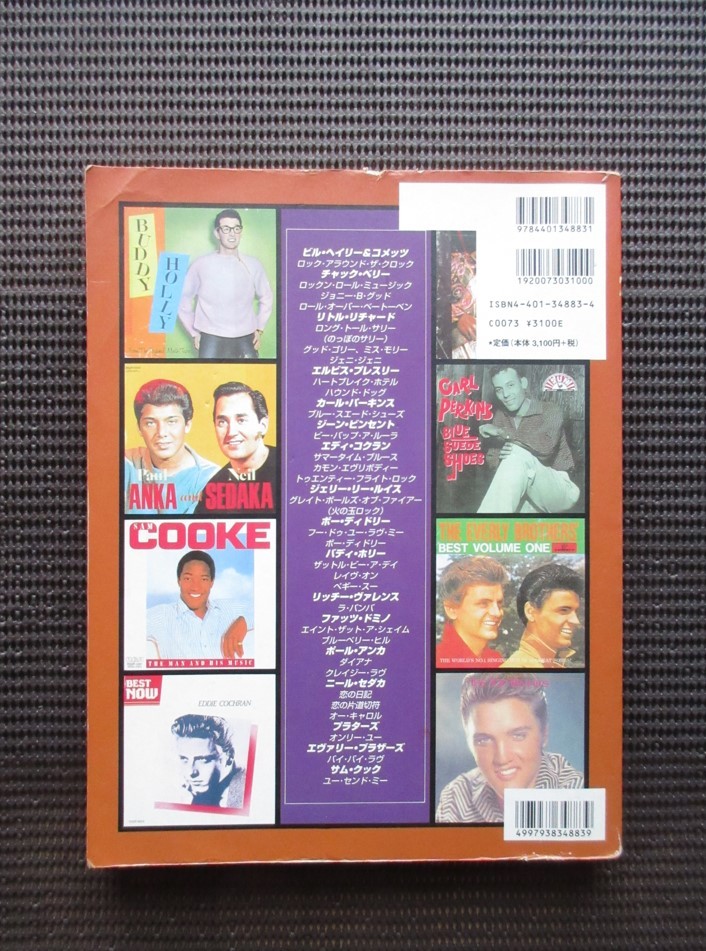 BUDDY
HOLLY
Paul
Neil
ANKA and SEDAKA
SAM
COOKE
THE MAN AND HIS MUSIC
BEST
NOW
EDDIE COCHRAN
ビル・ヘイリー&コメッツ
ロック・アラウンド・ザ・クロック
チャック・ベリー
ロックン・ロール・ミュージック
ジョニー・B・グッド
ロール・オーバー・ベートーベン
リトル・リチャード
ロング・トール・サリー
(のっぽのサリー)
グッド・ゴリー、ミス・モリー
ジェニ・ジェニ
エルビス・プレスリー
ハートブレイク・ホテル
ハウンド・ドッグ
カール・パーキンス
ブルー・スエード・シューズ
ジーン・ビンセント
ビー・バップ・ア・ルーラ
エディ・コクラン
サマータイム・ブルース
カモン・エヴリボディー
トゥエンティー・フライト・ロック
ジェリー・リー・ルイス
グレイト・ボールズ・オブ・ファイアー
(火の玉ロック)
ボー・ディドリー
フー・ドゥ・ユー・ラヴ・ミー
ボー・ディドリー
バディ・ホリー
ザットル・ビー・ア・デイ
レイヴ・オン
ペギー・スー
リッチー・ヴァレンス
ラ・バンバ
ファッツ・ドミノ
エイント・ザット・ア・シェイム
ブルーベリー・ヒル
ポール・アンカ
ダイアナ
クレイジー・ラヴ
ニール・セダカ
恋の日記
恋の片道切符
オー・キャロル
プラターズ
オンリー・ユー
エヴァリー・ブラザーズ
バイ・バイ・ラヴ
サム・クック
ユー・センド・ミー
9784401348831
1920073031000
ISBN4-401-34883-4
C0073 ¥3100E
•定価(本体 3,100円+税)
CARL
PERKINS
BLUE
SUEDE
SHOES
THE EVERLY BROTHERS'
BEST VOLUME ONE
4997938348839